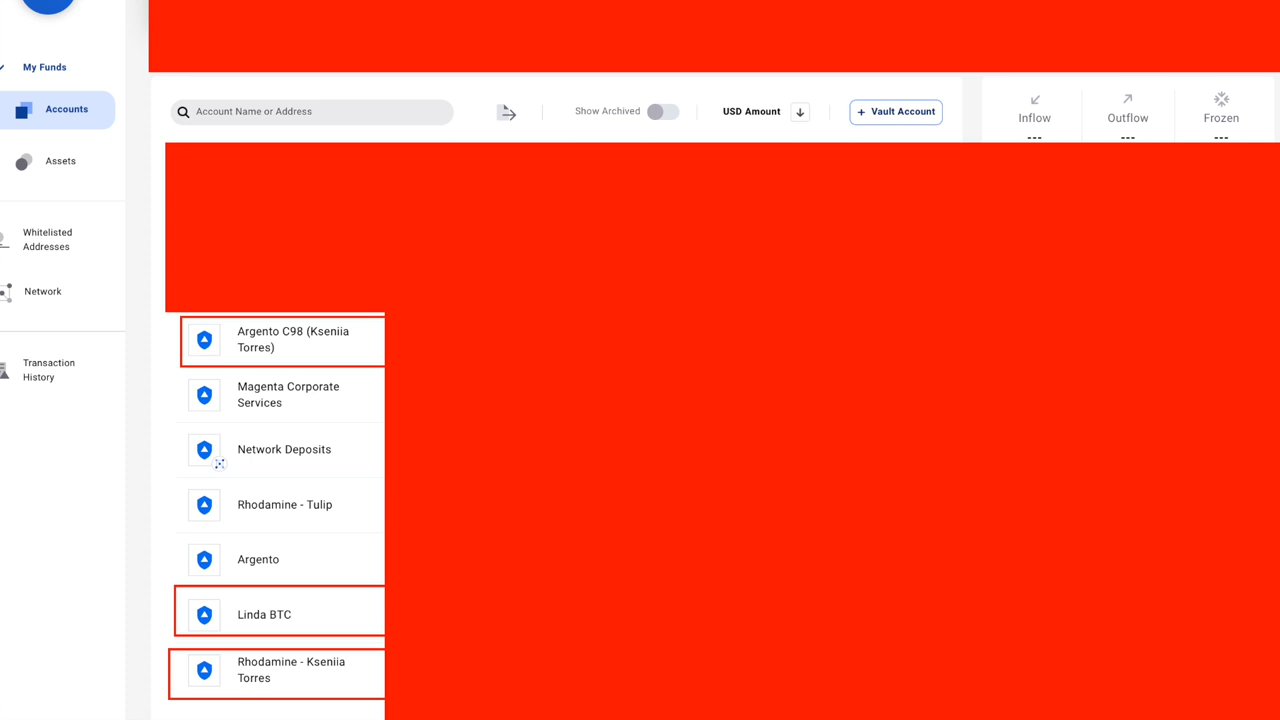 My Funds
Accounts
Assets
Whitelisted
Addresses
Network
Transaction
History
Account Name or Address
Show Archived
USD Amount
+ Vault Account
Inflow
---
Outflow
---
Frozen
---
Argento C98 (Kseniia
Torres)
Magenta Corporate
Services
Network Deposits
Rhodamine - Tulip
Argento
Linda BTC
Rhodamine - Kseniia
Torres